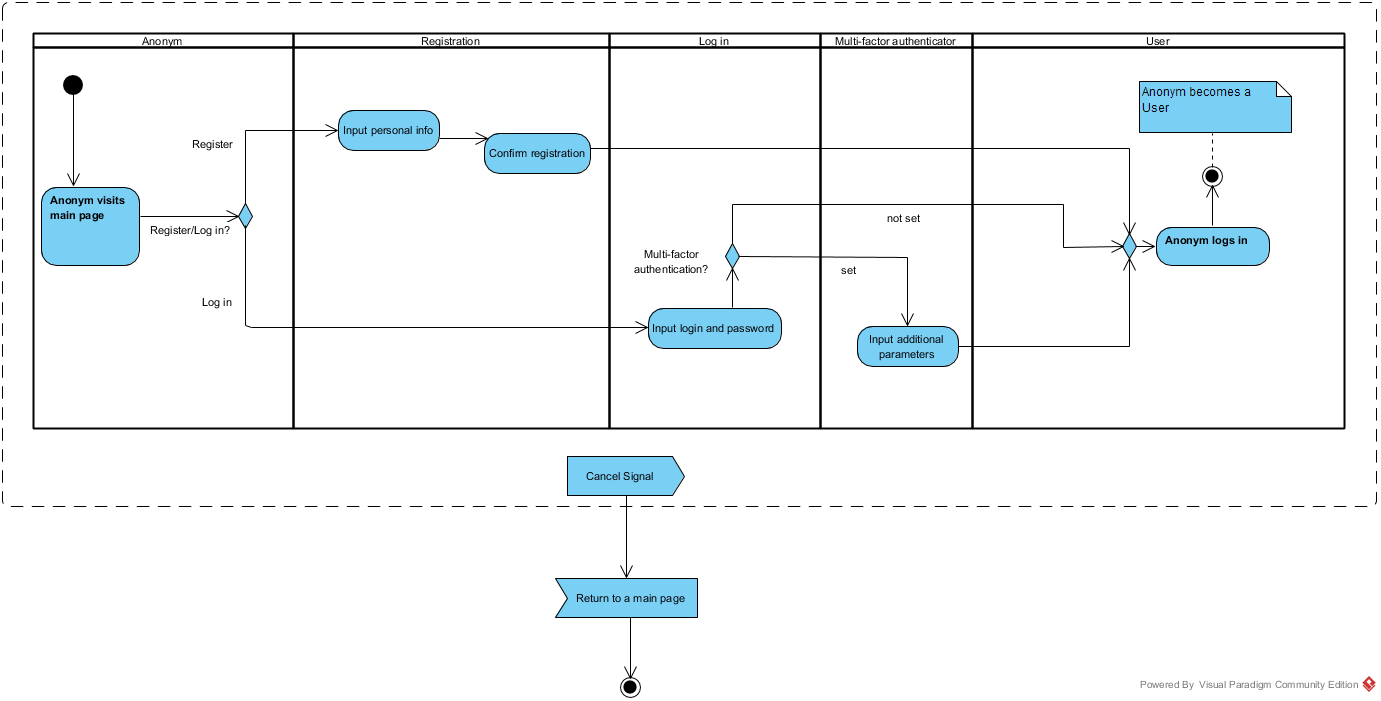 Anonym
Registration
Log in
Multi-factor authenticator
User
Anonym becomes a
User
Input personal info
Register
Confirm registration
Anonym visits
main page
Register/Log in?
not set
Anonym logs in
Multi-factor
authentication?
set
Log in
Input login and password
Input additional
parameters
Cancel Signal
Return to a main page
Powered By Visual Paradigm Community Edition